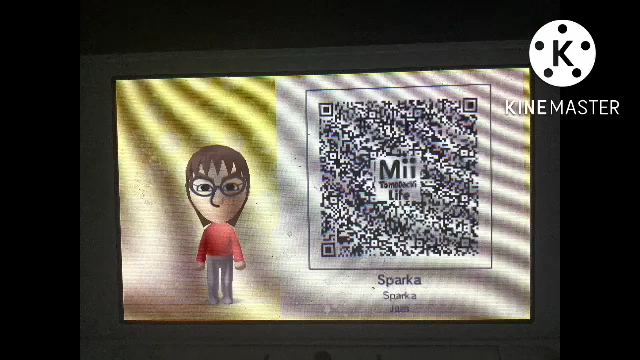 KINEMASTER
Mii
Tomodachi
Life
Sparka
Sparka